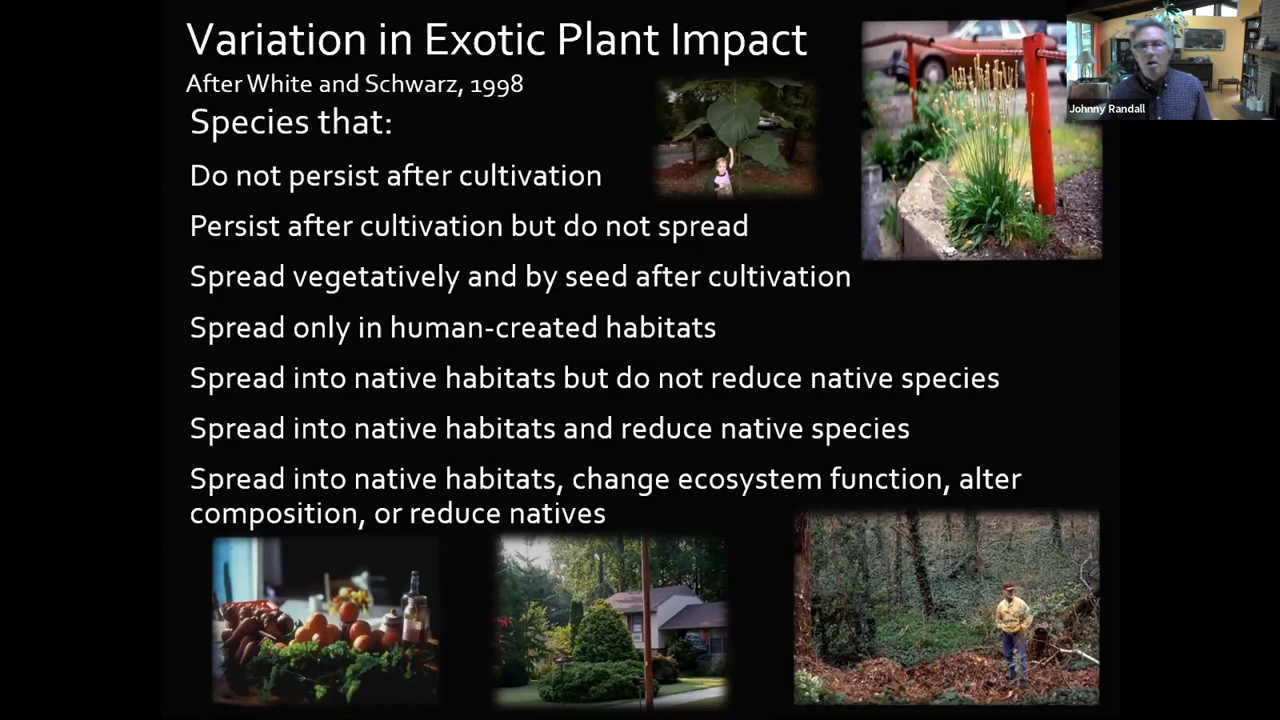 Variation in Exotic Plant Impact
After White and Schwarz, 1998
Species that:
Do not persist after cultivation
Persist after cultivation but do not spread
Spread vegetatively and by seed after cultivation
Spread only in human-created habitats
Spread into native habitats but do not reduce native species
Spread into native habitats and reduce native species
Spread into native habitats, change ecosystem function, alter
composition, or reduce natives
Johnny Randall